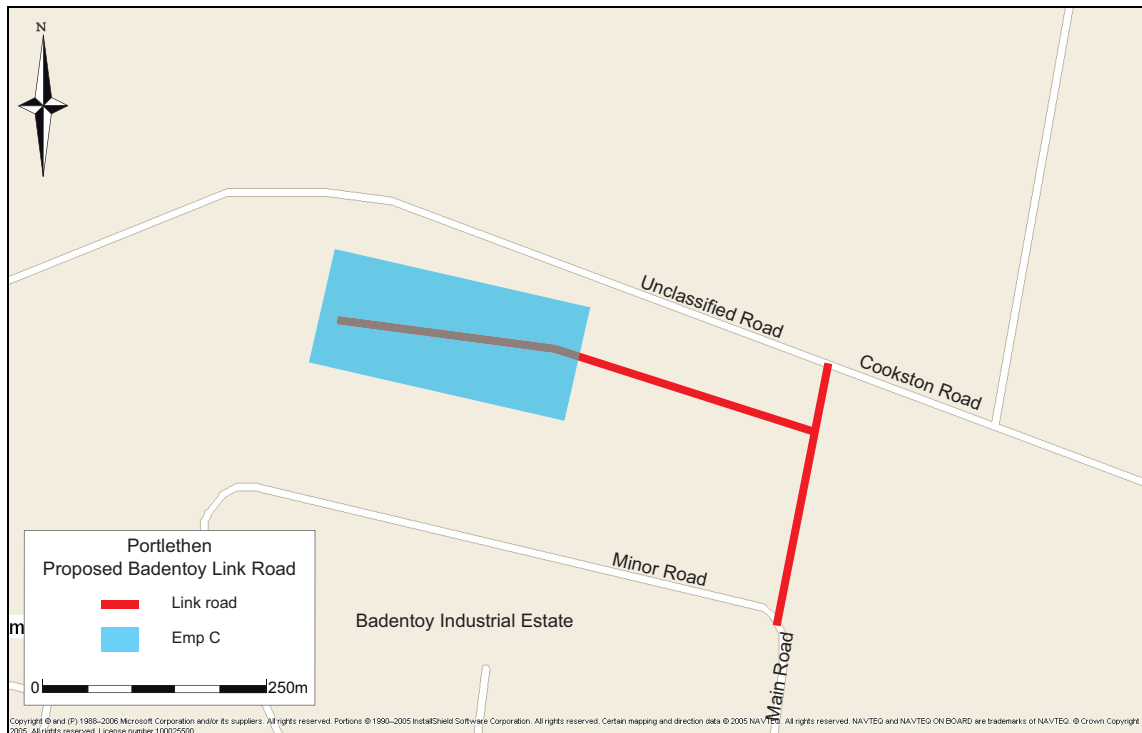 N
Unclassified Road
Cookston Road
Minor Road
Badentoy Industrial Estate
Main Road
Portlethen
Proposed Badentoy Link Road
Link road
Emp C
0 250m
m
Copyright © and (P) 1988–2006 Microsoft Corporation and/or its suppliers. All rights reserved. Portions © 1990–2005 InstallShield Software Corporation. All rights reserved. Certain mapping and direction data © 2005 NAVTEQ. All rights reserved. NAVTEQ and NAVTEQ ON BOARD are trademarks of NAVTEQ. © Crown Copyright
2005. All rights reserved. License number 100025500.